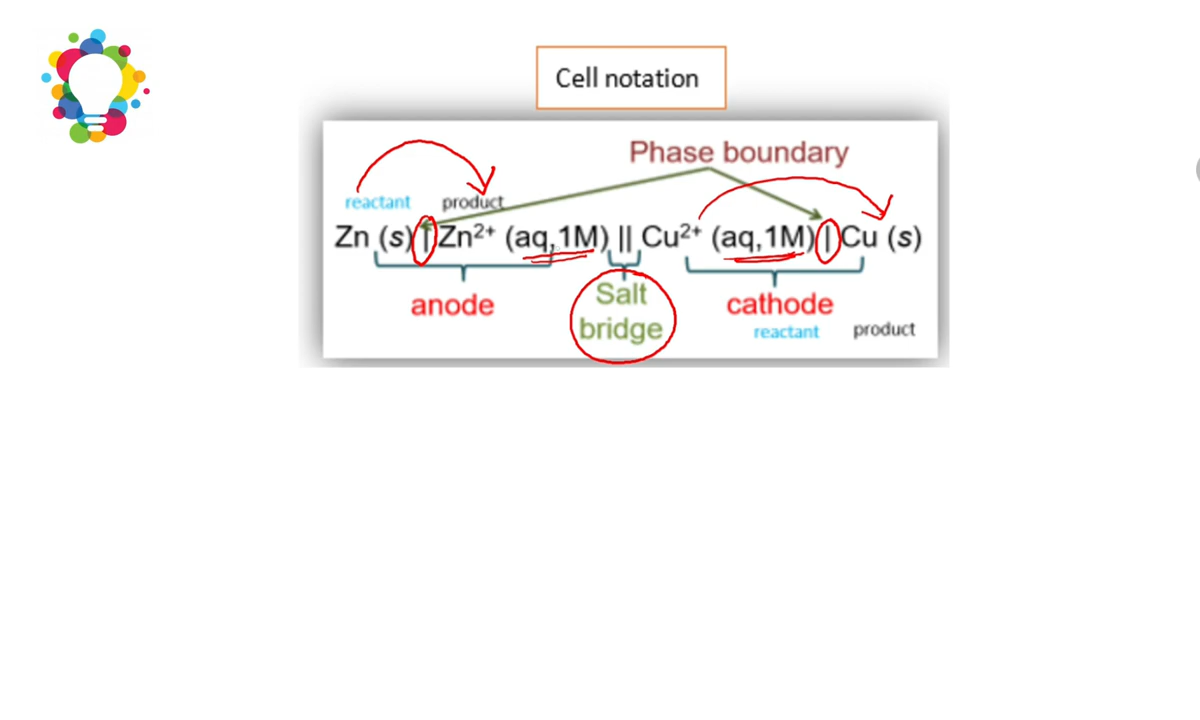 Cell notation
Phase boundary
reactant product
Zn (s) | Zn²⁺ (aq,1M) || Cu²⁺ (aq,1M) | Cu (s)
anode
Salt
bridge
cathode
reactant product